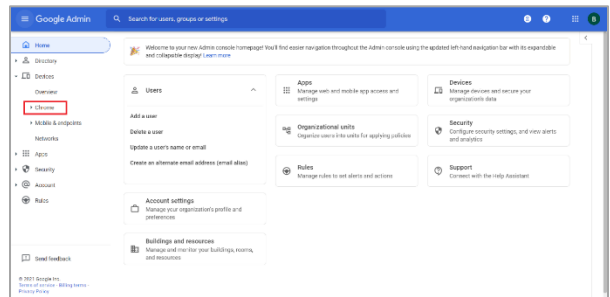 Google Admin
Search for users, groups or settings
B
Home
Directory
Devices
Overview
Chrome
Mobile & endpoints
Networks
Apps
Security
Account
Rules
Send feedback
© 2021 Google Inc.
Terms of service - Billing terms -
Privacy Policy
Welcome to your new Admin console homepage! You'll find easier navigation throughout the Admin console using the updated left-hand navigation bar with its expandable
and collapsible display! Learn more
Users
Add a user
Delete a user
Update a user's name or email
Create an alternate email address (email alias)
Apps
Manage web and mobile app access and
settings
Devices
Manage devices and secure your
organization's data
Organizational units
Organize users into units for applying policies
Security
Configure security settings, and view alerts
and analytics
Rules
Manage rules to set alerts and actions
Support
Connect with the Help Assistant
Account settings
Manage your organization's profile and
preferences
Buildings and resources
Manage and monitor your buildings, rooms,
and resources